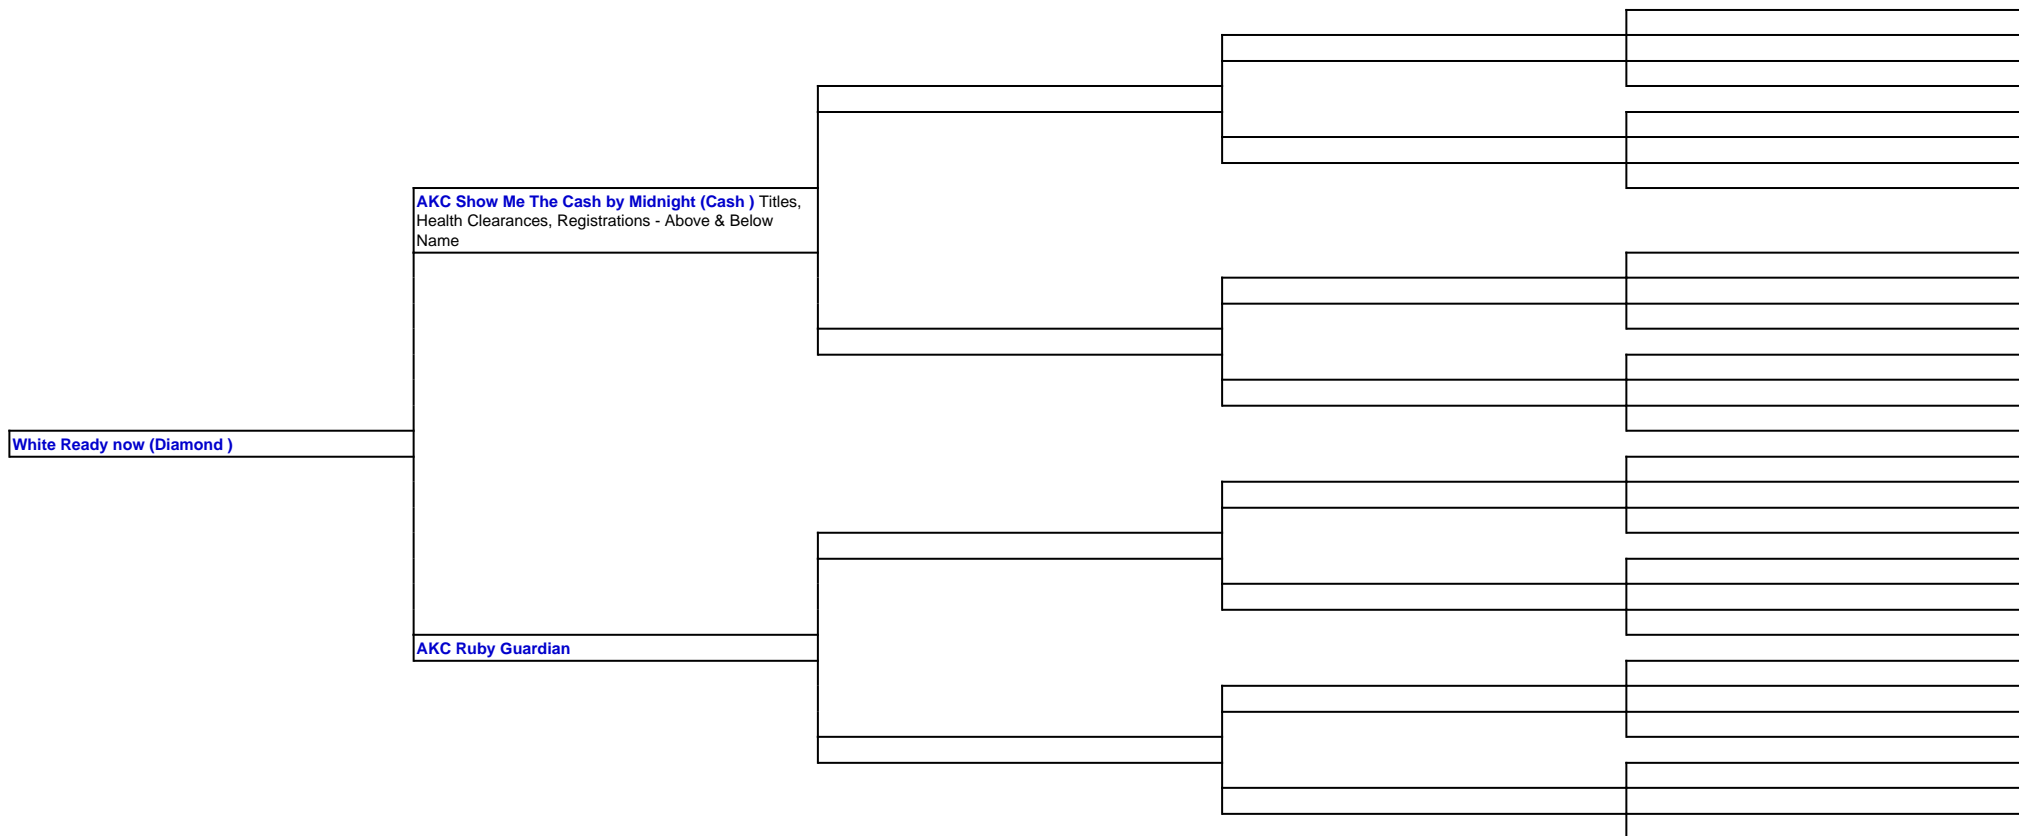 AKC Show Me The Cash by Midnight (Cash ) Titles,
Health Clearances, Registrations - Above & Below
Name
White Ready now (Diamond )
AKC Ruby Guardian